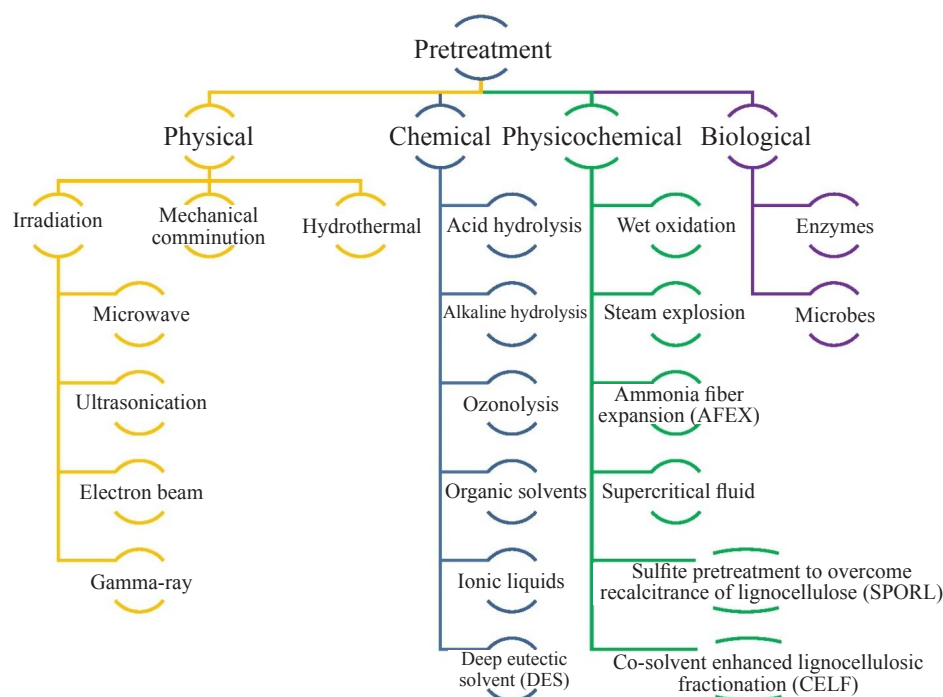 Pretreatment
Physical
Chemical
Physicochemical
Biological
Irradiation
Mechanical
comminution
Hydrothermal
Microwave
Ultrasonication
Electron beam
Gamma-ray
Acid hydrolysis
Alkaline hydrolysis
Ozonolysis
Organic solvents
Ionic liquids
Deep eutectic
solvent (DES)
Wet oxidation
Steam explosion
Ammonia fiber
expansion (AFEX)
Supercritical fluid
Sulfite pretreatment to overcome
recalcitrance of lignocellulose (SPORL)
Co-solvent enhanced lignocellulosic
fractionation (CELF)
Enzymes
Microbes